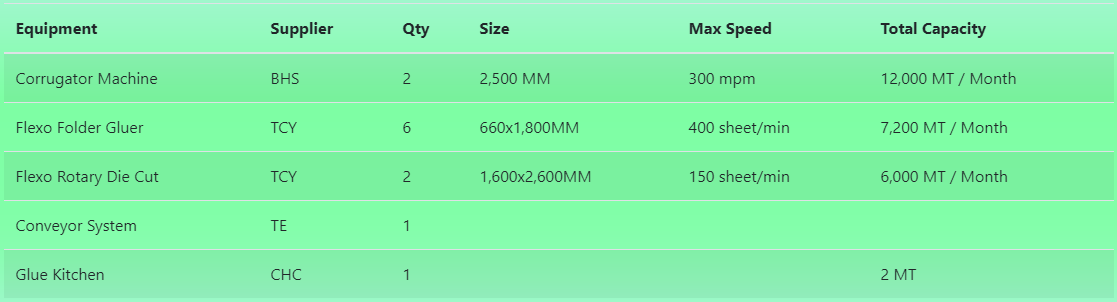 Equipment Supplier Qty Size Max Speed Total Capacity
Corrugator Machine BHS 2 2,500 MM 300 mpm 12,000 MT / Month
Flexo Folder Gluer TCY 6 660x1,800MM 400 sheet/min 7,200 MT / Month
Flexo Rotary Die Cut TCY 2 1,600x2,600MM 150 sheet/min 6,000 MT / Month
Conveyor System TE 1
Glue Kitchen CHC 1 2 MT